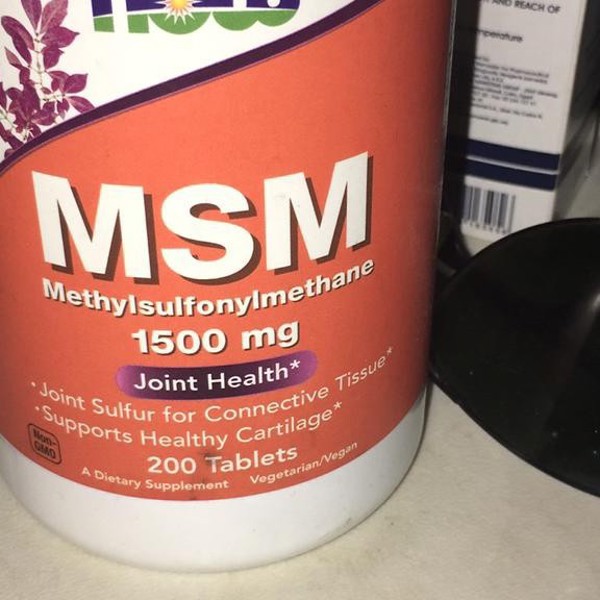 NOW
MSM
Methylsulfonylmethane
1500 mg
Joint Health*
•Joint Sulfur for Connective Tissue*
•Supports Healthy Cartilage*
Non-
GMO
200 Tablets
A Dietary Supplement Vegetarian/Vegan
AND REACH OF